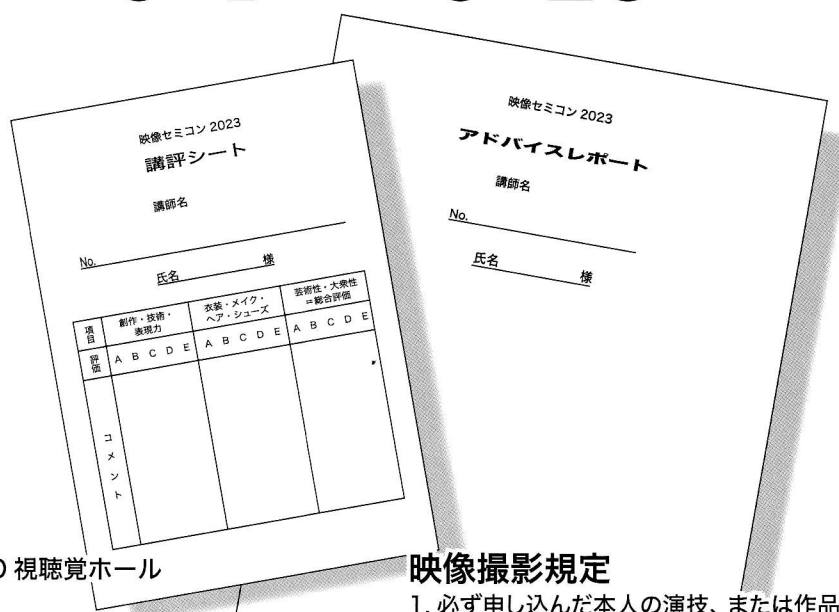 映像セミコン 2023
講評シート
講師名
No.
氏名 様
項目
創作・技術・
表現力
衣装・メイク・
ヘア・シューズ
芸術性・大衆性
=総合評価
評価
A B C D E
A B C D E
A B C D E
コメント
映像セミコン 2023
アドバイスレポート
講師名
No.
氏名 様
視聴覚ホール
映像撮影規定
1. 必ず申し込んだ本人の演技、または作品